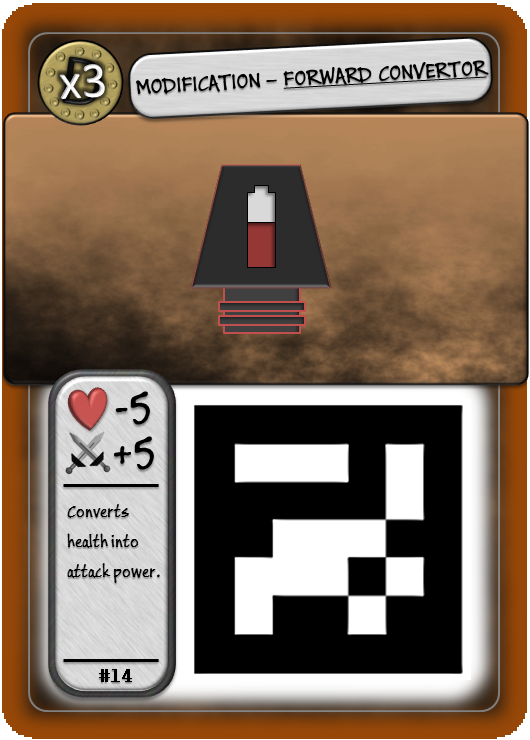 x3
MODIFICATION – FORWARD CONVERTOR
-5
+5
Converts
health into
attack power.
#14